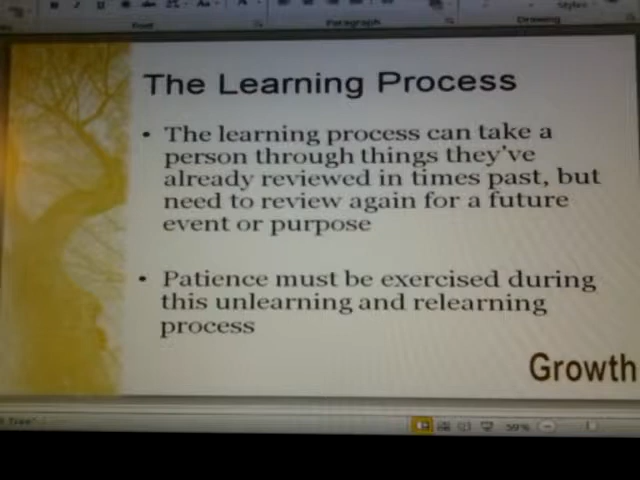 Font
Paragraph
Drawing
Styles
The Learning Process
• The learning process can take a
person through things they've
already reviewed in times past, but
need to review again for a future
event or purpose
• Patience must be exercised during
this unlearning and relearning
process
Growth
Tree"
59%